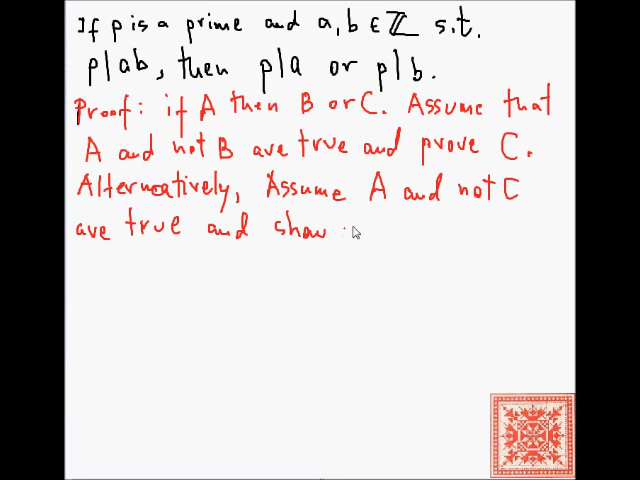 If p is a prime and a, b ∈ ℤ s.t.
p|ab, then p|a or p|b.
Proof: if A then B or C. Assume that
A and not B are true and prove C.
Alternatively, Assume A and not C
are true and show